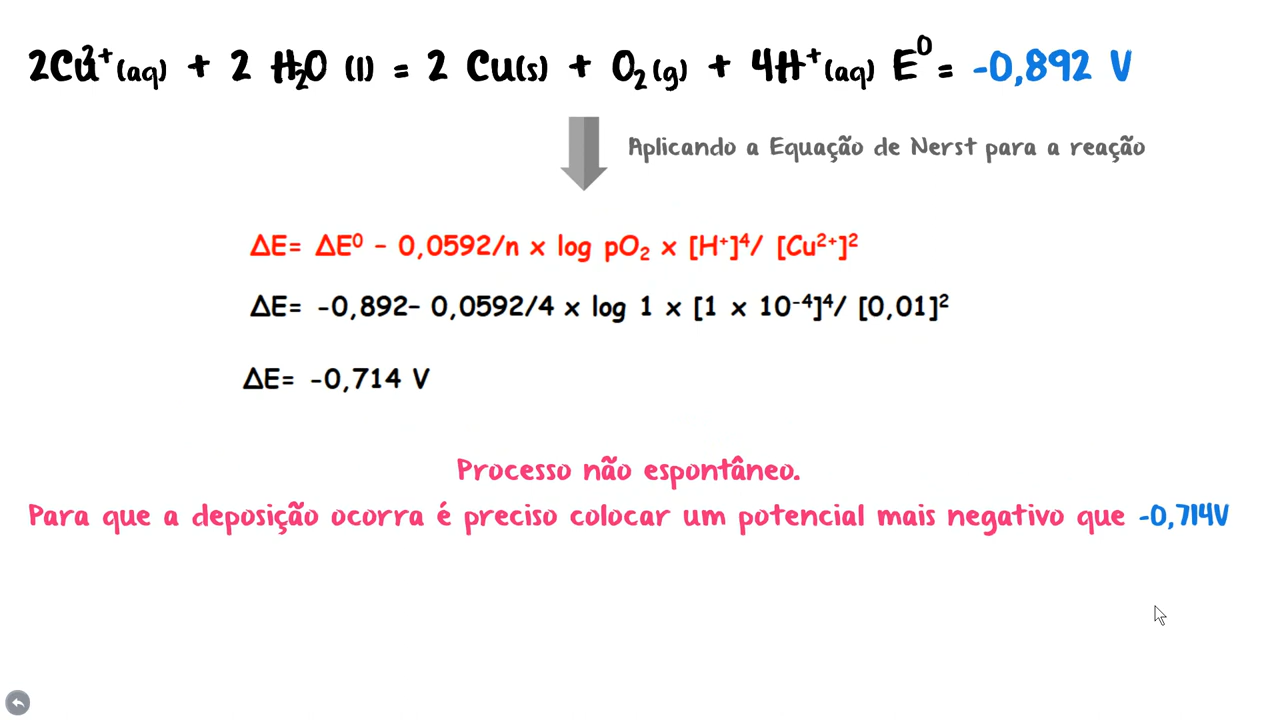 2Cu²⁺(aq) + 2 H₂O (l) = 2 Cu(s) + O₂(g) + 4H⁺(aq) E⁰= -0,892 V
Aplicando a Equação de Nerst para a reação
ΔE= ΔE⁰ - 0,0592/n x log pO₂ x [H⁺]⁴/ [Cu²⁺]²
ΔE= -0,892- 0,0592/4 x log 1 x [1 x 10⁻⁴]⁴/ [0,01]²
ΔE= -0,714 V
Processo não espontâneo.
Para que a deposição ocorra é preciso colocar um potencial mais negativo que -0,714V